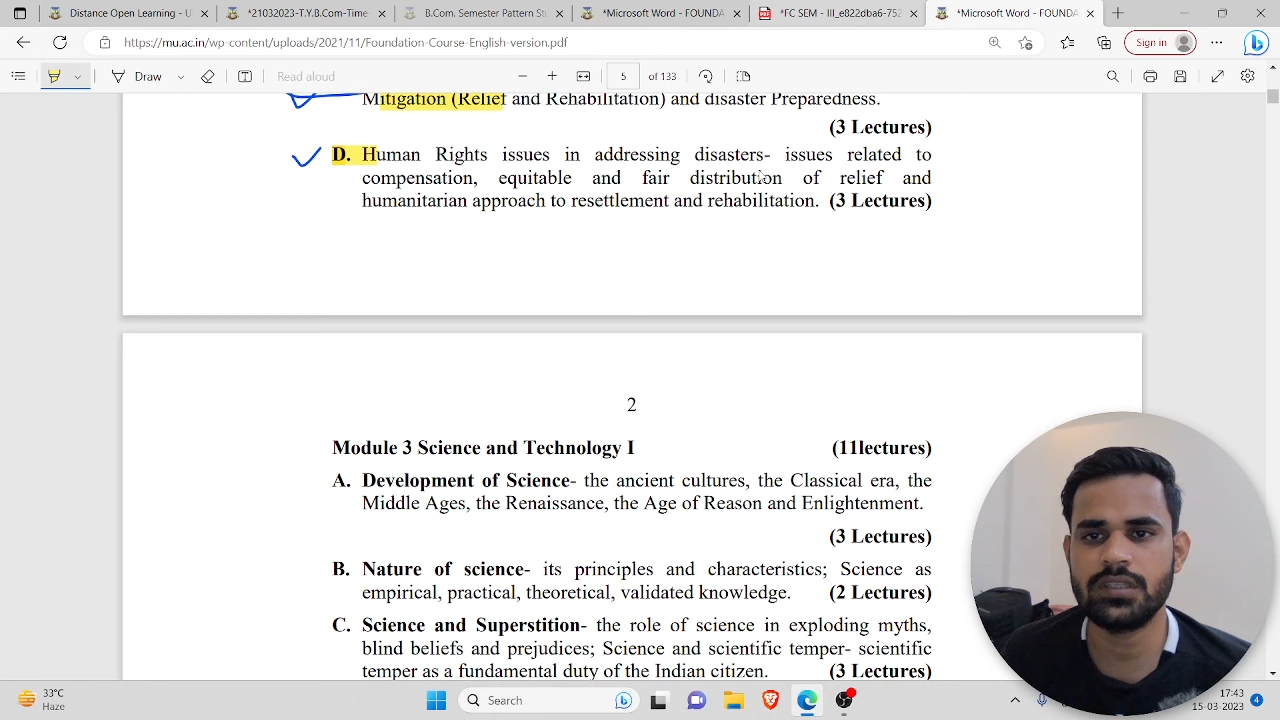 Distance Open Learning - U
*21032023-T.Y.B.Com-Time
B.Com. Semester Pattern St
*Microsoft Word - FOUNDA
*FC SEM - III_e822dba6-752
*Microsoft Word - FOUNDA
https://mu.ac.in/wp-content/uploads/2021/11/Foundation-Course-English-version.pdf
Sign in
Draw
Read aloud
5 of 133
Mitigation (Relief and Rehabilitation) and disaster Preparedness.
(3 Lectures)
D. Human Rights issues in addressing disasters- issues related to
compensation, equitable and fair distribution of relief and
humanitarian approach to resettlement and rehabilitation. (3 Lectures)
2
Module 3 Science and Technology I (11lectures)
A. Development of Science- the ancient cultures, the Classical era, the
Middle Ages, the Renaissance, the Age of Reason and Enlightenment.
(3 Lectures)
B. Nature of science- its principles and characteristics; Science as
empirical, practical, theoretical, validated knowledge. (2 Lectures)
C. Science and Superstition- the role of science in exploding myths,
blind beliefs and prejudices; Science and scientific temper- scientific
temper as a fundamental duty of the Indian citizen. (3 Lectures)
33°C
Haze
Search
17:43
15-03-2023
4